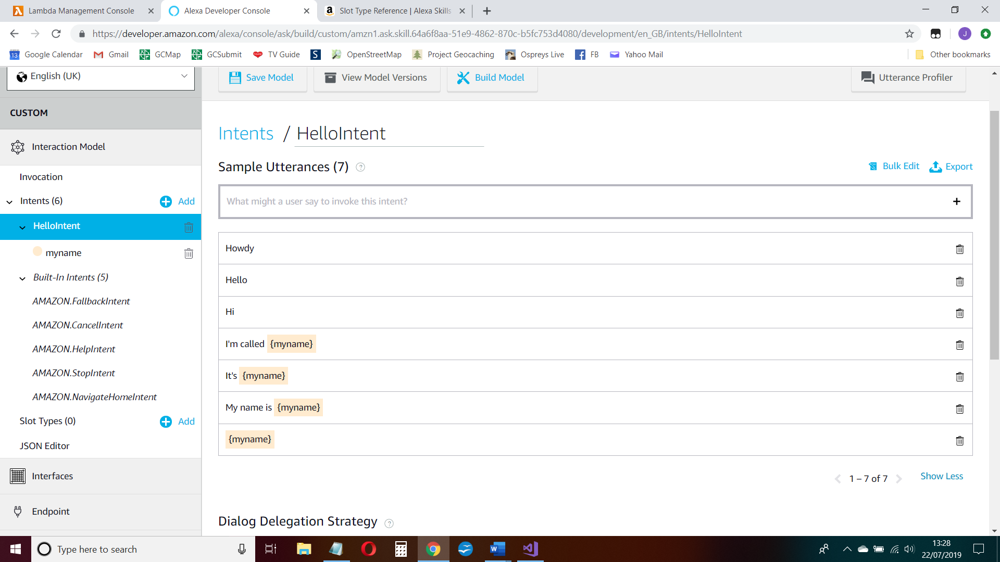 Lambda Management Console
Alexa Developer Console
Slot Type Reference | Alexa Skills
https://developer.amazon.com/alexa/console/ask/build/custom/amzn1.ask.skill.64a6f8aa-51e9-4862-870c-b5fc753d4080/development/en_GB/intents/HelloIntent
J
13 Google Calendar Gmail GCMap GCSubmit TV Guide S OpenStreetMap Project Geocaching Ospreys Live FB Yahoo Mail Other bookmarks
English (UK)
Save Model View Model Versions Build Model Utterance Profiler
CUSTOM
Interaction Model
Invocation
Intents (6) Add
HelloIntent
myname
Built-In Intents (5)
AMAZON.FallbackIntent
AMAZON.CancelIntent
AMAZON.HelpIntent
AMAZON.StopIntent
AMAZON.NavigateHomeIntent
Slot Types (0) Add
JSON Editor
Interfaces
Endpoint
Intents / HelloIntent
Sample Utterances (7) ?
Bulk Edit Export
What might a user say to invoke this intent?
Howdy
Hello
Hi
I'm called {myname}
It's {myname}
My name is {myname}
{myname}
1 – 7 of 7 Show Less
Dialog Delegation Strategy ?
Type here to search
13:28
22/07/2019